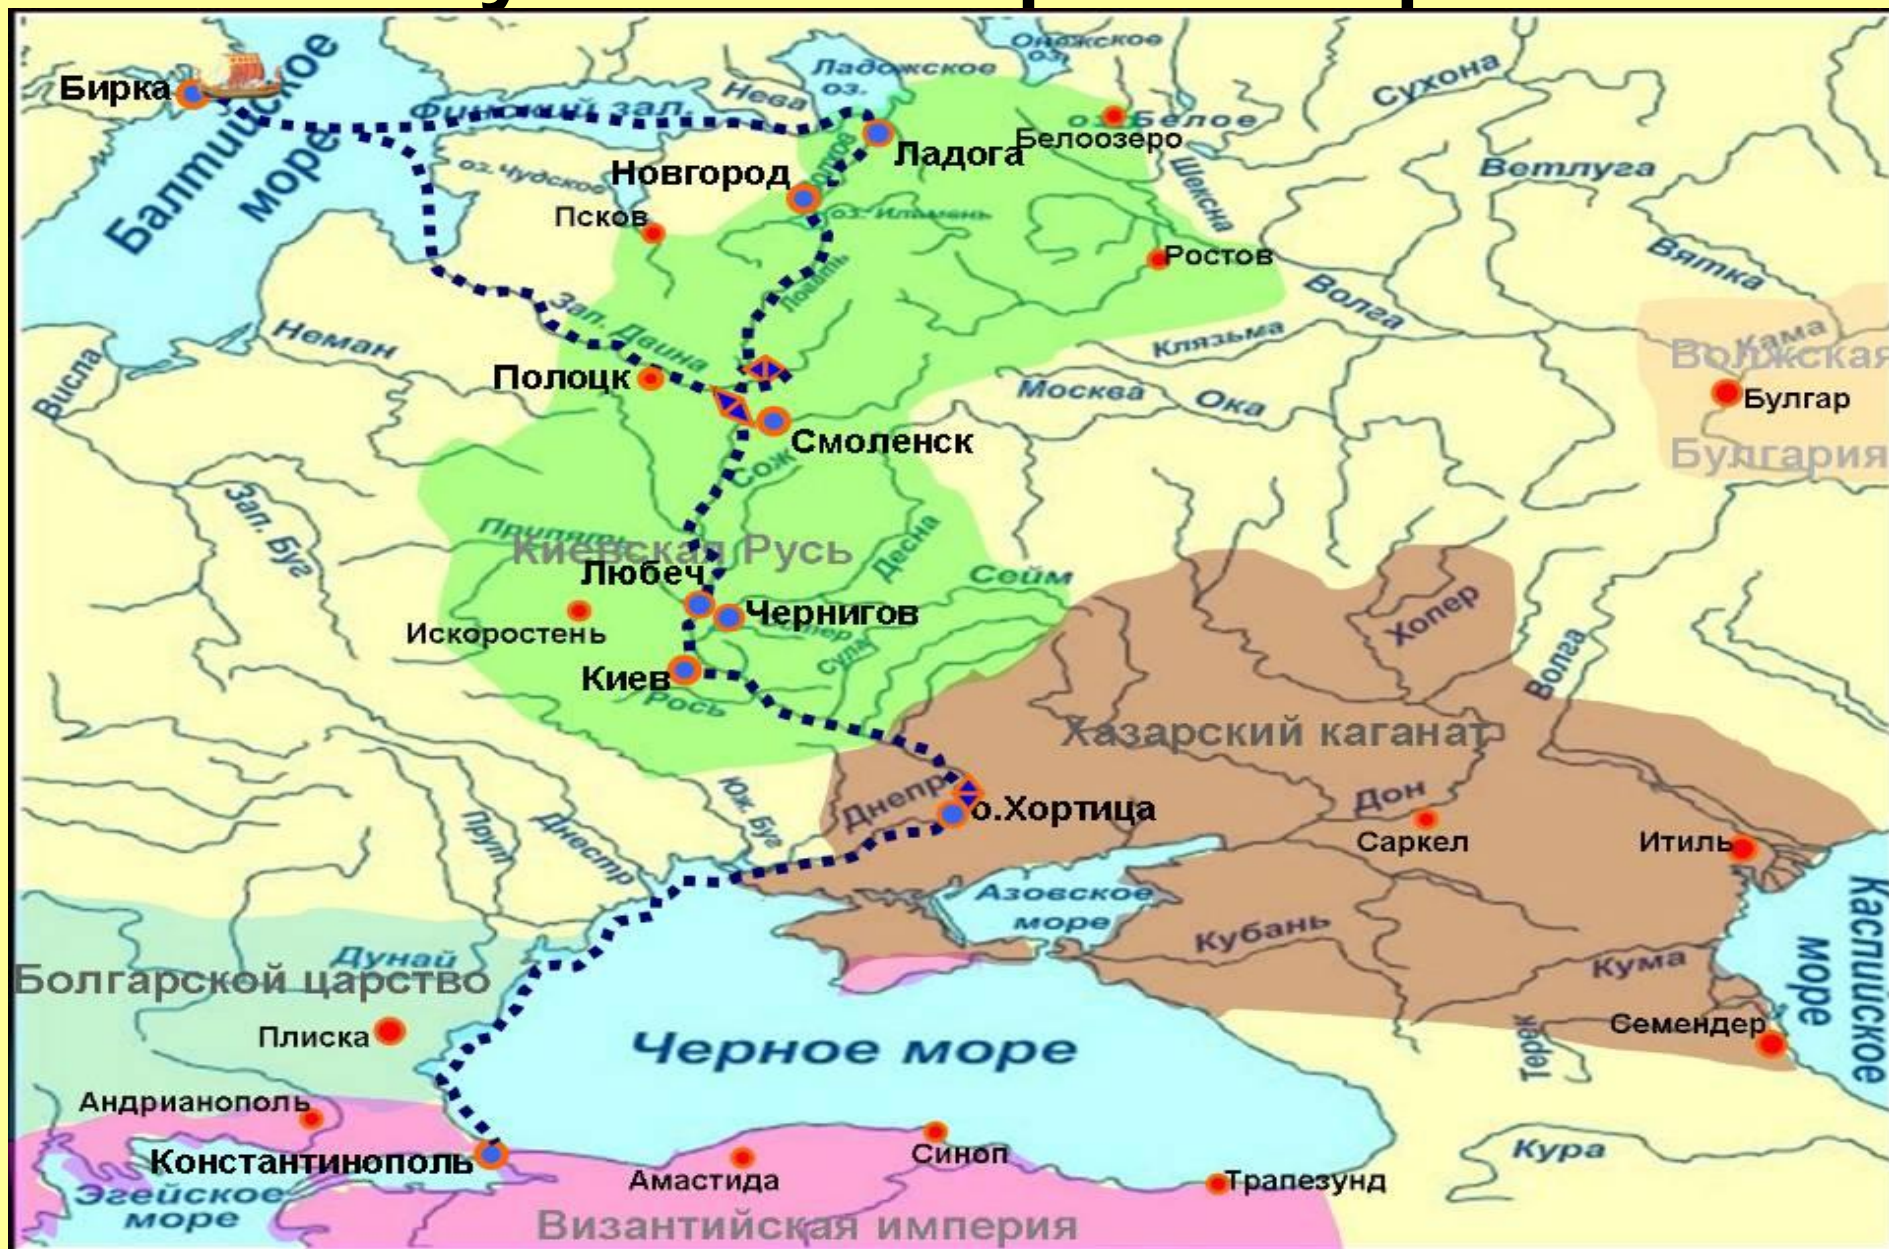 Онежское
оз.
Ладожское
оз.
Сухона
Бирка
Финский зал.
Нева
оз. Белое
Белоозеро
Балтийское
море
Ладога
Новгород
оз. Чудское
Псков
оз. Ильмень
Шексна
Ветлуга
Ростов
Вятка
Ловать
Волга
Зап. Двина
Неман
Клязьма
Кама
Волжская
Висла
Полоцк
Москва
Ока
Булгар
Смоленск
Булгария
Сож
Зап. Буг
Припять
Киевская Русь
Десна
Любеч
Сейм
Чернигов
Хопер
Искоростень
Сула
Волга
Киев
Рось
Хазарский каганат
Юж. Буг
Днепр
о.Хортица
Дон
Саркел
Итиль
Прут
Днестр
Азовское
море
Каспийское
море
Кубань
Дунай
Болгарской царство
Кума
Плиска
Черное море
Семендер
Терек
Андрианополь
Константинополь
Синоп
Кура
Амастида
Трапезунд
Эгейское
море
Византийская империя